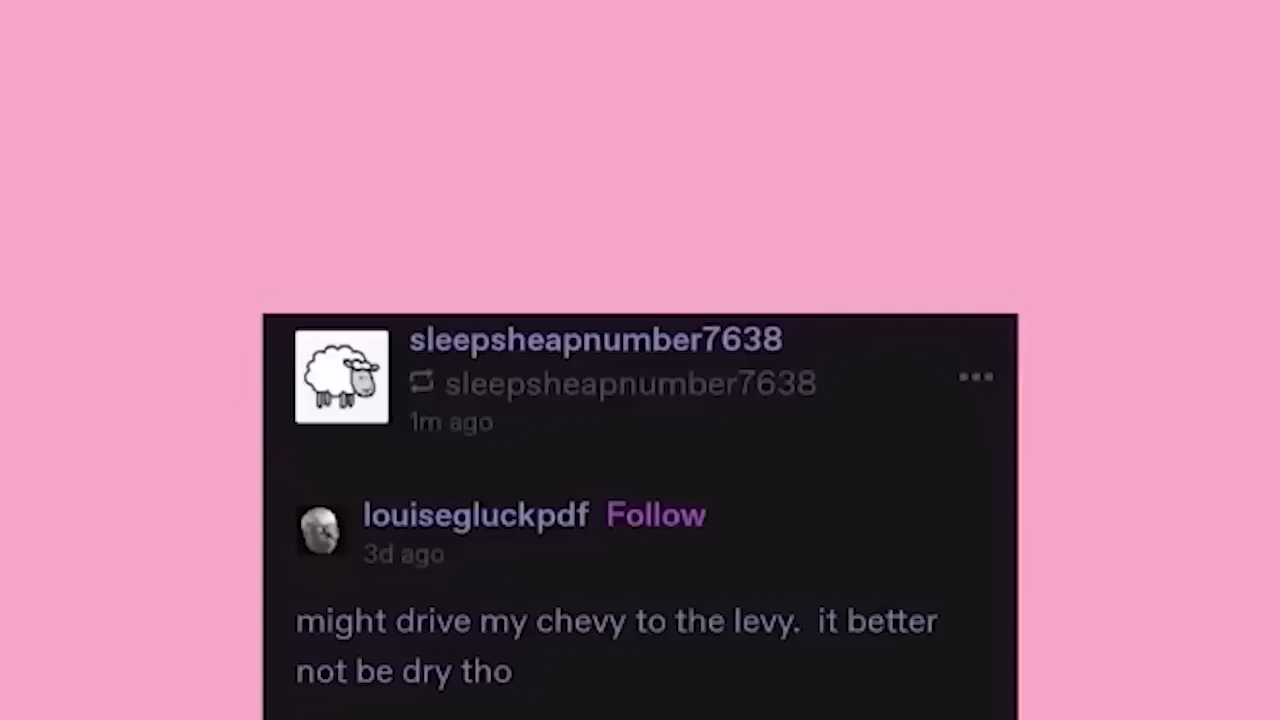 sleepsheapnumber7638
sleepsheapnumber7638
1m ago
louisegluckpdf Follow
3d ago
might drive my chevy to the levy. it better
not be dry tho